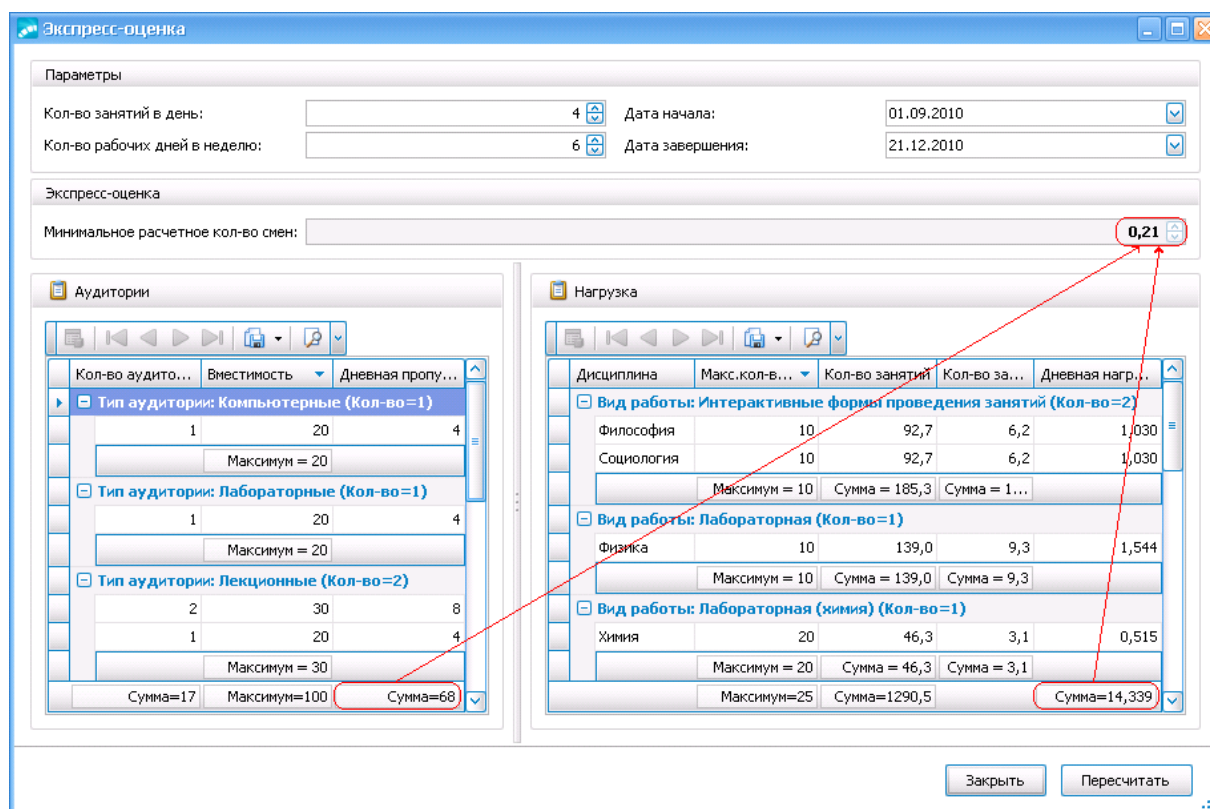 Экспресс-оценка
Параметры
Кол-во занятий в день: 4 Дата начала: 01.09.2010
Кол-во рабочих дней в неделю: 6 Дата завершения: 21.12.2010
Экспресс-оценка
Минимальное расчетное кол-во смен: 0,21
Аудитории
Кол-во аудито... Вместимость Дневная пропу...
Тип аудитории: Компьютерные (Кол-во=1)
1 20 4
Максимум = 20
Тип аудитории: Лабораторные (Кол-во=1)
1 20 4
Максимум = 20
Тип аудитории: Лекционные (Кол-во=2)
2 30 8
1 20 4
Максимум = 30
Сумма=17 Максимум=100 Сумма=68
Нагрузка
Дисциплина Макс.кол-в... Кол-во занятий Кол-во за... Дневная нагр...
Вид работы: Интерактивные формы проведения занятий (Кол-во=2)
Философия 10 92,7 6,2 1,030
Социология 10 92,7 6,2 1,030
Максимум = 10 Сумма = 185,3 Сумма = 1...
Вид работы: Лабораторная (Кол-во=1)
Физика 10 139,0 9,3 1,544
Максимум = 10 Сумма = 139,0 Сумма = 9,3
Вид работы: Лабораторная (химия) (Кол-во=1)
Химия 20 46,3 3,1 0,515
Максимум = 20 Сумма = 46,3 Сумма = 3,1
Максимум=25 Сумма=1290,5 Сумма=14,339
Закрыть Пересчитать